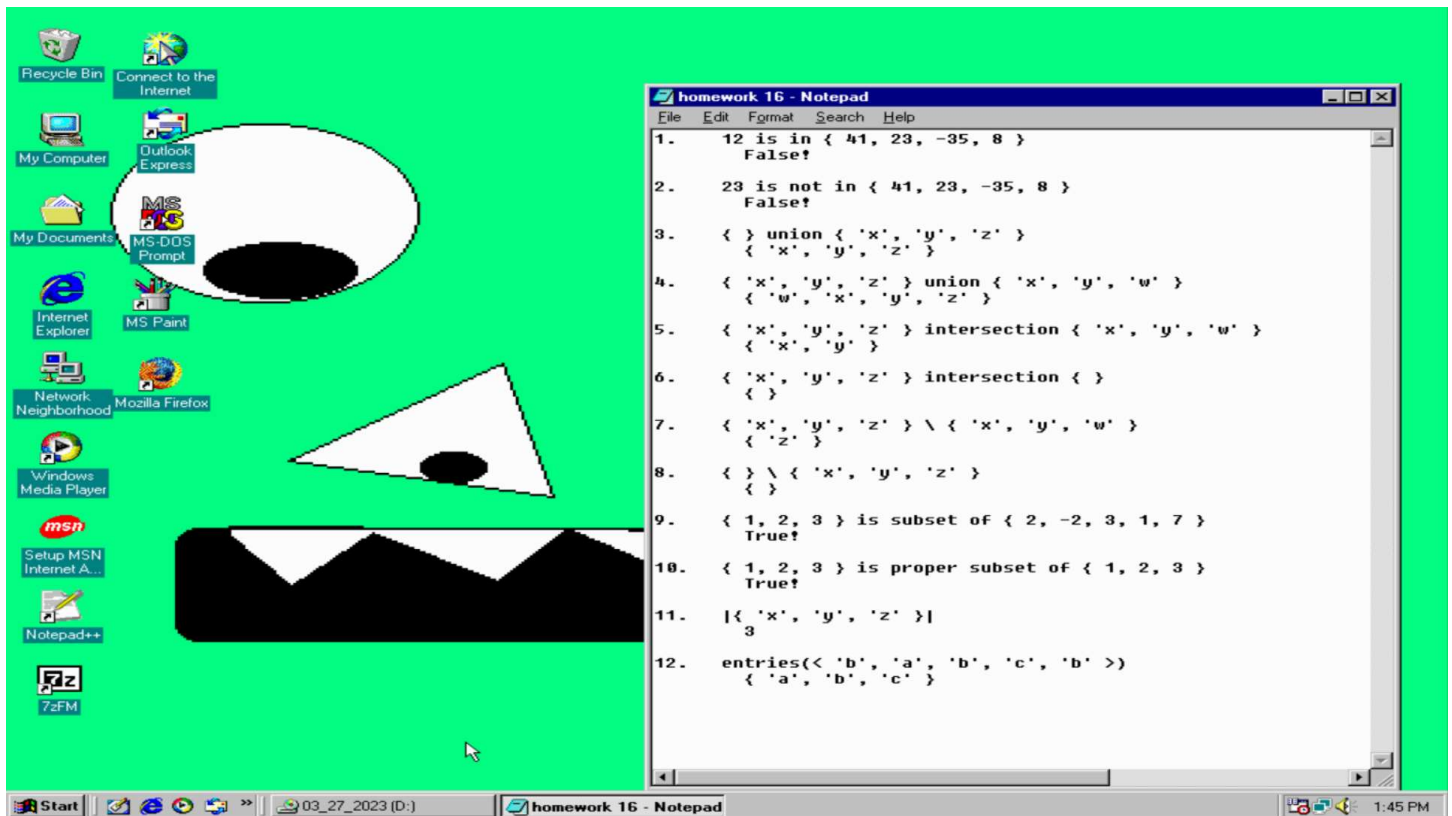 Recycle Bin
Connect to the
Internet
My Computer
Outlook
Express
My Documents
MS
MS-DOS
Prompt
Internet
Explorer
MS Paint
Network
Neighborhood
Mozilla Firefox
Windows
Media Player
msn
Setup MSN
Internet A...
Notepad++
7z
7zFM
homework 16 - Notepad
File Edit Format Search Help
1. 12 is in { 41, 23, -35, 8 }
False!
2. 23 is not in { 41, 23, -35, 8 }
False!
3. { } union { 'x', 'y', 'z' }
{ 'x', 'y', 'z' }
4. { 'x', 'y', 'z' } union { 'x', 'y', 'w' }
{ 'w', 'x', 'y', 'z' }
5. { 'x', 'y', 'z' } intersection { 'x', 'y', 'w' }
{ 'x', 'y' }
6. { 'x', 'y', 'z' } intersection { }
{ }
7. { 'x', 'y', 'z' } \ { 'x', 'y', 'w' }
{ 'z' }
8. { } \ { 'x', 'y', 'z' }
{ }
9. { 1, 2, 3 } is subset of { 2, -2, 3, 1, 7 }
True!
10. { 1, 2, 3 } is proper subset of { 1, 2, 3 }
True!
11. |{ 'x', 'y', 'z' }|
3
12. entries(< 'b', 'a', 'b', 'c', 'b' >)
{ 'a', 'b', 'c' }
Start » 03_27_2023 (D:) homework 16 - Notepad 1:45 PM